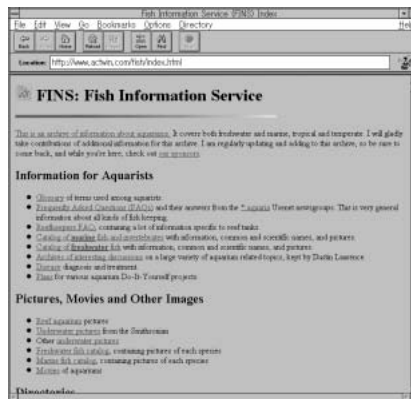 Fish Information Service (FINS) Index
File Edit View Go Bookmarks Options Directory Hel
Back Home Reload Open Find
Location: http://www.actwin.com/fish/index.html
FINS: Fish Information Service
This is an archive of information about aquariums. It covers both freshwater and marine, tropical and temperate. I will gladly
take contributions of additional information for this archive. I am regularly updating and adding to this archive, so be sure to
come back, and while you're here, check out our sponsors.
Information for Aquarists
Glossary of terms used among aquarists
Frequently Asked Questions (FAQs) and their answers from the *.aquaria Usenet newsgroups. This is very general
information about all kinds of fish keeping.
Reefkeepers FAQ, containing a lot of information specific to reef tanks
Catalog of marine fish and invertebrates with information, common and scientific names, and pictures.
Catalog of freshwater fish with information, common and scientific names, and pictures.
Archives of interesting discussions on a large variety of aquarium related topics, kept by Dustin Laurence
Disease diagnosis and treatment
Plans for various aquarium Do-It-Yourself projects
Pictures, Movies and Other Images
Reef aquarium pictures
Underwater pictures from the Smithsonian
Other underwater pictures
Freshwater fish catalog, containing pictures of each species
Marine fish catalog, containing pictures of each species
Movies of aquariums
Directories